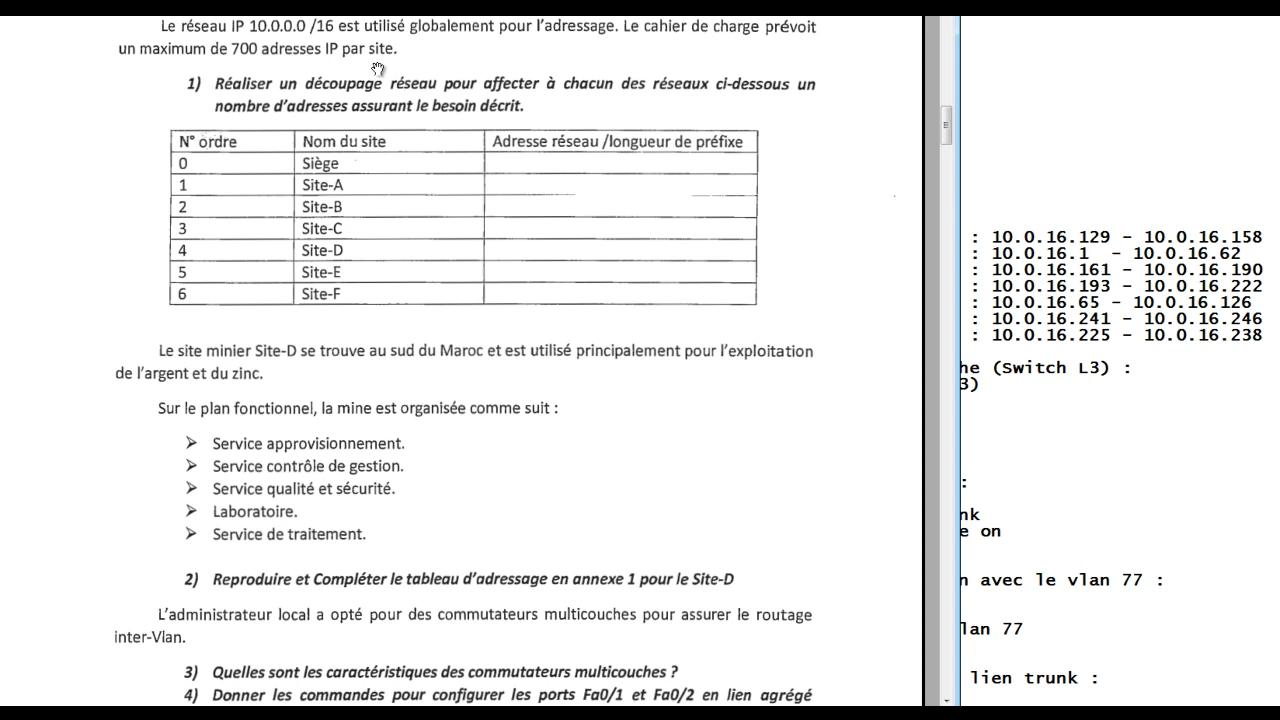 Le réseau IP 10.0.0.0 /16 est utilisé globalement pour l'adressage. Le cahier de charge prévoit
un maximum de 700 adresses IP par site.
1) Réaliser un découpage réseau pour affecter à chacun des réseaux ci-dessous un
nombre d'adresses assurant le besoin décrit.
N° ordre Nom du site Adresse réseau /longueur de préfixe
0 Siège
1 Site-A
2 Site-B
3 Site-C
4 Site-D
5 Site-E
6 Site-F
Le site minier Site-D se trouve au sud du Maroc et est utilisé principalement pour l'exploitation
de l'argent et du zinc.
Sur le plan fonctionnel, la mine est organisée comme suit :
➢ Service approvisionnement.
➢ Service contrôle de gestion.
➢ Service qualité et sécurité.
➢ Laboratoire.
➢ Service de traitement.
2) Reproduire et Compléter le tableau d'adressage en annexe 1 pour le Site-D
L'administrateur local a opté pour des commutateurs multicouches pour assurer le routage
inter-Vlan.
3) Quelles sont les caractéristiques des commutateurs multicouches ?
4) Donner les commandes pour configurer les ports Fa0/1 et Fa0/2 en lien agrégé
: 10.0.16.129 - 10.0.16.158
: 10.0.16.1 - 10.0.16.62
: 10.0.16.161 - 10.0.16.190
: 10.0.16.193 - 10.0.16.222
: 10.0.16.65 - 10.0.16.126
: 10.0.16.241 - 10.0.16.246
: 10.0.16.225 - 10.0.16.238
he (Switch L3) :
3)
:
nk
e on
n avec le vlan 77 :
lan 77
lien trunk :